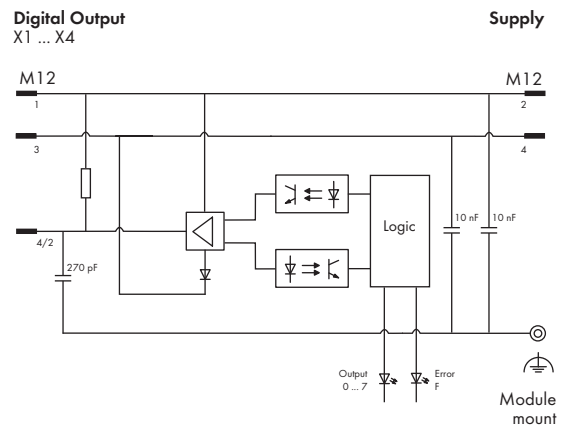 Digital Output
X1 ... X4
Supply
M12
M12
1
2
3
4
4/2
270 pF
Logic
10 nF
10 nF
Output
0 ... 7
Error
F
Module
mount